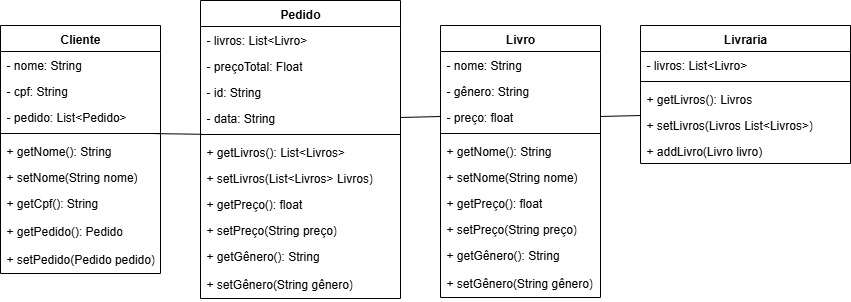 Cliente
- nome: String
- cpf: String
- pedido: List<Pedido>
+ getNome(): String
+ setNome(String nome)
+ getCpf(): String
+ getPedido(): Pedido
+ setPedido(Pedido pedido)
Pedido
- livros: List<Livro>
- preçoTotal: Float
- id: String
- data: String
+ getLivros(): List<Livros>
+ setLivros(List<Livros> Livros)
+ getPreço(): float
+ setPreço(String preço)
+ getGênero(): String
+ setGênero(String gênero)
Livro
- nome: String
- gênero: String
- preço: float
+ getNome(): String
+ setNome(String nome)
+ getPreço(): float
+ setPreço(String preço)
+ getGênero(): String
+ setGênero(String gênero)
Livraria
- livros: List<Livro>
+ getLivros(): Livros
+ setLivros(Livros List<Livros>)
+ addLivro(Livro livro)